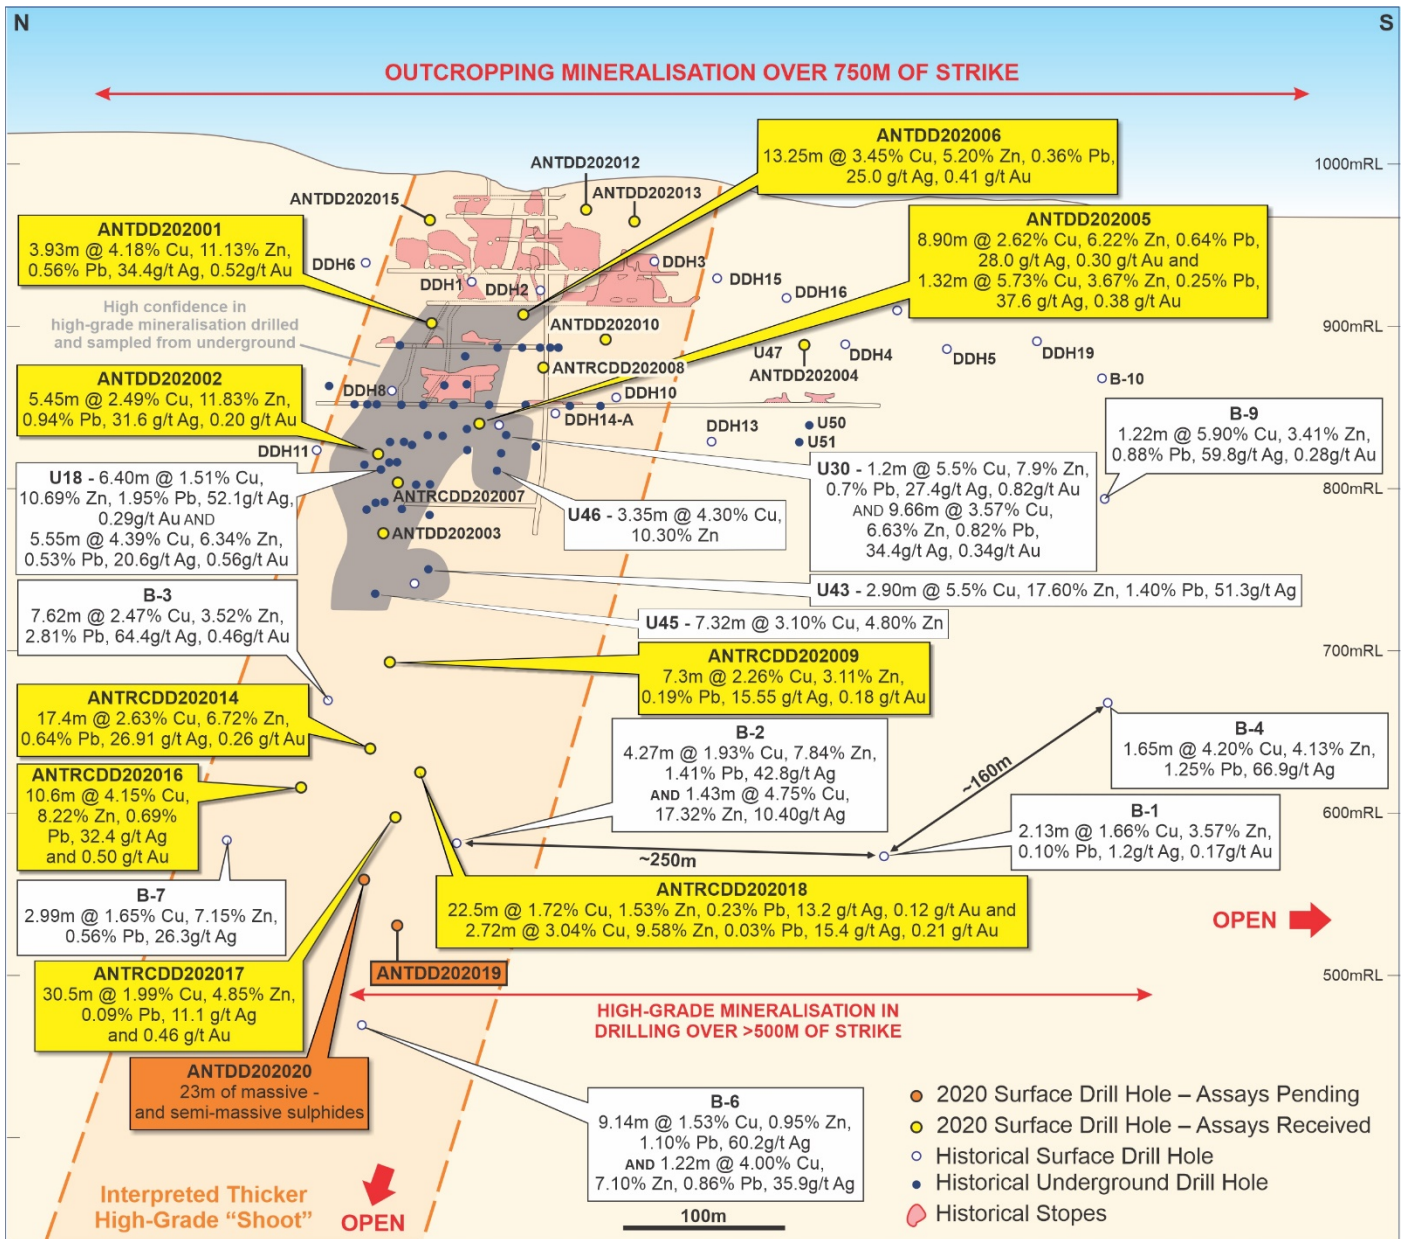 N
S
OUTCROPPING MINERALISATION OVER 750M OF STRIKE
1000mRL
900mRL
800mRL
700mRL
600mRL
500mRL
ANTDD202006
13.25m @ 3.45% Cu, 5.20% Zn, 0.36% Pb,
25.0 g/t Ag, 0.41 g/t Au
ANTDD202012
ANTDD202013
ANTDD202015
ANTDD202001
3.93m @ 4.18% Cu, 11.13% Zn,
0.56% Pb, 34.4g/t Ag, 0.52g/t Au
ANTDD202005
8.90m @ 2.62% Cu, 6.22% Zn, 0.64% Pb,
28.0 g/t Ag, 0.30 g/t Au and
1.32m @ 5.73% Cu, 3.67% Zn, 0.25% Pb,
37.6 g/t Ag, 0.38 g/t Au
DDH6
DDH1
DDH2
DDH3
DDH15
DDH16
High confidence in
high-grade mineralisation drilled
and sampled from underground
ANTDD202010
U47
ANTDD202004
DDH4
DDH5
DDH19
B-10
ANTRCDD202008
ANTDD202002
5.45m @ 2.49% Cu, 11.83% Zn,
0.94% Pb, 31.6 g/t Ag, 0.20 g/t Au
DDH8
DDH10
DDH14-A
DDH13
U50
U51
DDH11
B-9
1.22m @ 5.90% Cu, 3.41% Zn,
0.88% Pb, 59.8g/t Ag, 0.28g/t Au
U18 - 6.40m @ 1.51% Cu,
10.69% Zn, 1.95% Pb, 52.1g/t Ag,
0.29g/t Au AND
5.55m @ 4.39% Cu, 6.34% Zn,
0.53% Pb, 20.6g/t Ag, 0.56g/t Au
ANTRCDD202007
ANTDD202003
U46 - 3.35m @ 4.30% Cu,
10.30% Zn
U30 - 1.2m @ 5.5% Cu, 7.9% Zn,
0.7% Pb, 27.4g/t Ag, 0.82g/t Au
AND 9.66m @ 3.57% Cu,
6.63% Zn, 0.82% Pb,
34.4g/t Ag, 0.34g/t Au
U43 - 2.90m @ 5.5% Cu, 17.60% Zn, 1.40% Pb, 51.3g/t Ag
U45 - 7.32m @ 3.10% Cu, 4.80% Zn
B-3
7.62m @ 2.47% Cu, 3.52% Zn,
2.81% Pb, 64.4g/t Ag, 0.46g/t Au
ANTRCDD202009
7.3m @ 2.26% Cu, 3.11% Zn,
0.19% Pb, 15.55 g/t Ag, 0.18 g/t Au
ANTRCDD202014
17.4m @ 2.63% Cu, 6.72% Zn,
0.64% Pb, 26.91 g/t Ag, 0.26 g/t Au
B-2
4.27m @ 1.93% Cu, 7.84% Zn,
1.41% Pb, 42.8g/t Ag
AND 1.43m @ 4.75% Cu,
17.32% Zn, 10.40g/t Ag
B-4
1.65m @ 4.20% Cu, 4.13% Zn,
1.25% Pb, 66.9g/t Ag
~160m
ANTRCDD202016
10.6m @ 4.15% Cu,
8.22% Zn, 0.69%
Pb, 32.4 g/t Ag
and 0.50 g/t Au
B-1
2.13m @ 1.66% Cu, 3.57% Zn,
0.10% Pb, 1.2g/t Ag, 0.17g/t Au
~250m
B-7
2.99m @ 1.65% Cu, 7.15% Zn,
0.56% Pb, 26.3g/t Ag
ANTRCDD202018
22.5m @ 1.72% Cu, 1.53% Zn, 0.23% Pb, 13.2 g/t Ag, 0.12 g/t Au and
2.72m @ 3.04% Cu, 9.58% Zn, 0.03% Pb, 15.4 g/t Ag, 0.21 g/t Au
OPEN
ANTRCDD202017
30.5m @ 1.99% Cu, 4.85% Zn,
0.09% Pb, 11.1 g/t Ag
and 0.46 g/t Au
ANTDD202019
HIGH-GRADE MINERALISATION IN
DRILLING OVER >500M OF STRIKE
ANTDD202020
23m of massive -
and semi-massive sulphides
B-6
9.14m @ 1.53% Cu, 0.95% Zn,
1.10% Pb, 60.2g/t Ag
AND 1.22m @ 4.00% Cu,
7.10% Zn, 0.86% Pb, 35.9g/t Ag
2020 Surface Drill Hole – Assays Pending
2020 Surface Drill Hole – Assays Received
Historical Surface Drill Hole
Historical Underground Drill Hole
Historical Stopes
Interpreted Thicker
High-Grade “Shoot”
OPEN
100m